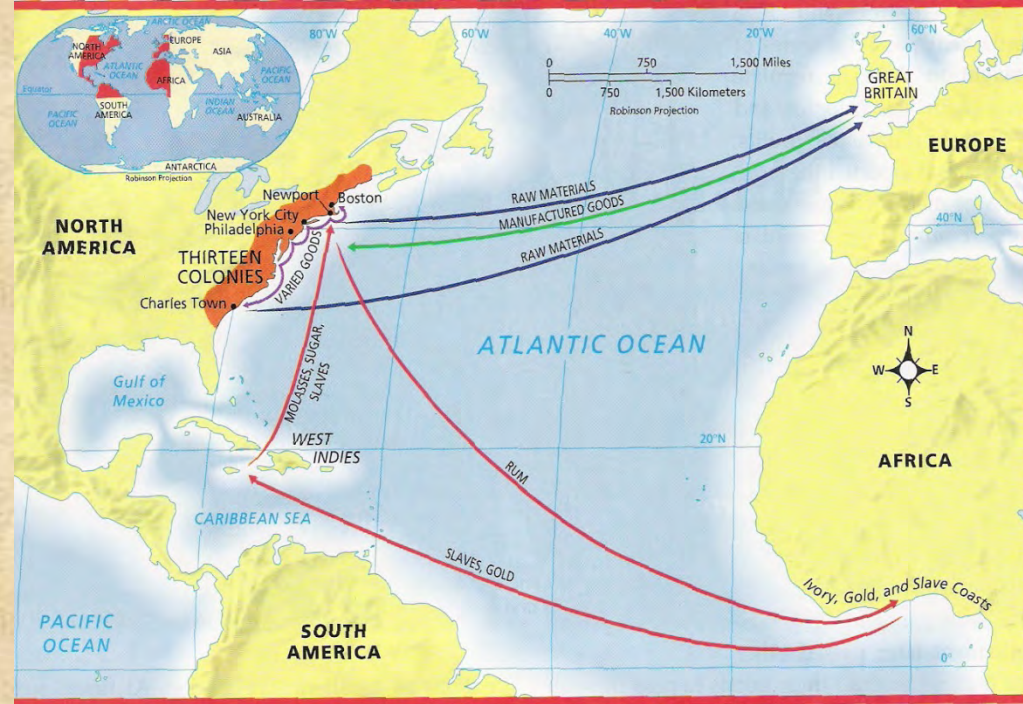 ARCTIC OCEAN
NORTH
AMERICA
EUROPE
ASIA
ATLANTIC
OCEAN
AFRICA
PACIFIC
OCEAN
Equator
PACIFIC
OCEAN
SOUTH
AMERICA
INDIAN
OCEAN
AUSTRALIA
ANTARCTICA
Robinson Projection
80°W
60°W
40°W
20°W
60°N
0°
0 750 1,500 Miles
0 750 1,500 Kilometers
Robinson Projection
GREAT
BRITAIN
EUROPE
NORTH
AMERICA
Newport
Boston
New York City
Philadelphia
THIRTEEN
COLONIES
Charles Town
VARIED GOODS
RAW MATERIALS
MANUFACTURED GOODS
RAW MATERIALS
40°N
ATLANTIC OCEAN
N
W E
S
MOLASSES, SUGAR,
SLAVES
Gulf of
Mexico
WEST
INDIES
20°N
AFRICA
RUM
CARIBBEAN SEA
SLAVES, GOLD
Ivory, Gold, and Slave Coasts
PACIFIC
OCEAN
SOUTH
AMERICA
0°